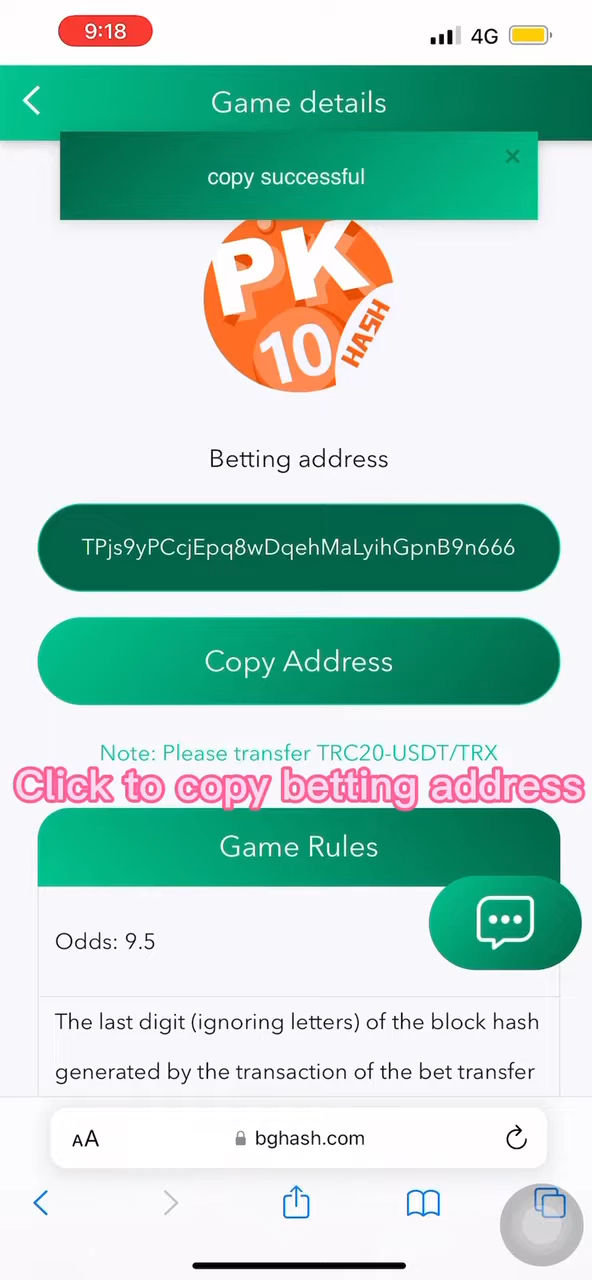 9:18
4G
Game details
copy successful
PK
10
HASH
Betting address
TPjs9yPCcjEpq8wDqehMaLyihGpnB9n666
Copy Address
Note: Please transfer TRC20-USDT/TRX
Click to copy betting address
Game Rules
Odds: 9.5
The last digit (ignoring letters) of the block hash
generated by the transaction of the bet transfer
AA
bghash.com